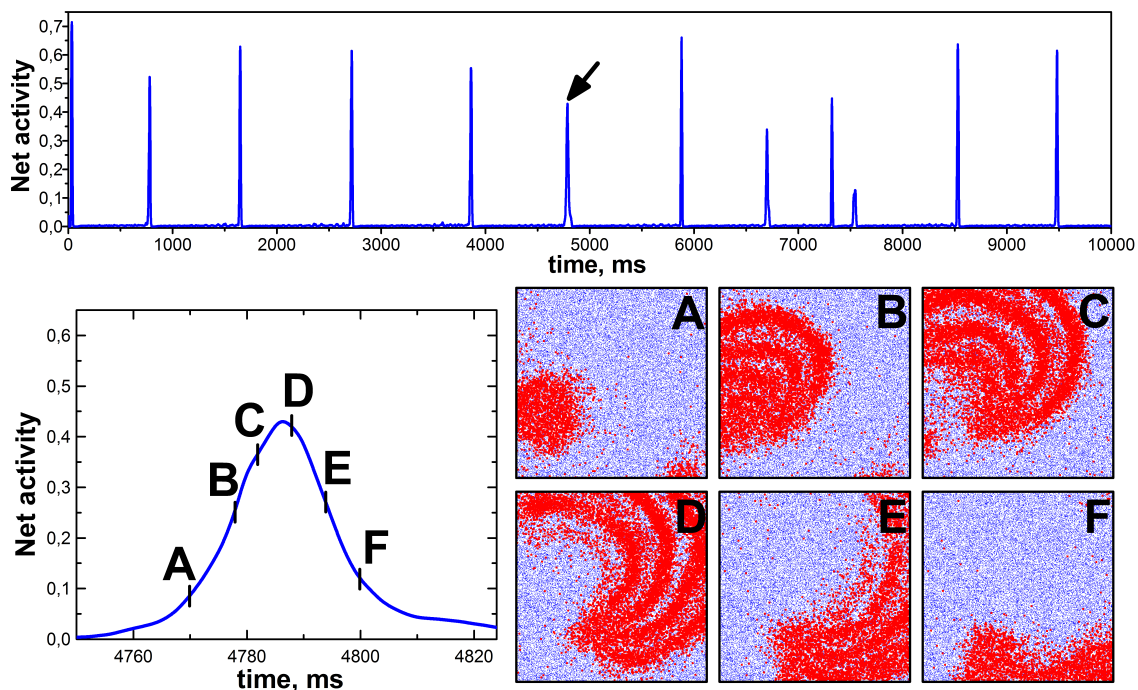 Net activity
0,7
0,6
0,5
0,4
0,3
0,2
0,1
0,0
0 1000 2000 3000 4000 5000 6000 7000 8000 9000 10000
time, ms
Net activity
0,6
0,5
0,4
0,3
0,2
0,1
0,0
A
B
C
D
E
F
4760 4780 4800 4820
time, ms
A B C
D E F